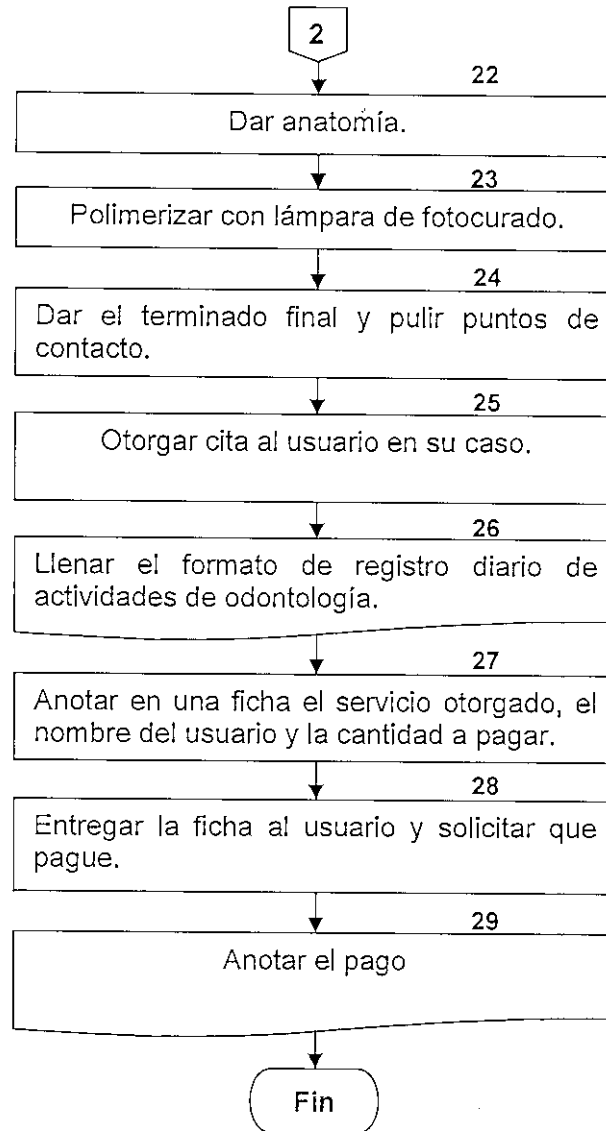 2
22
Dar anatomía.
23
Polimerizar con lámpara de fotocurado.
24
Dar el terminado final y pulir puntos de
contacto.
25
Otorgar cita al usuario en su caso.
26
Llenar el formato de registro diario de
actividades de odontología.
27
Anotar en una ficha el servicio otorgado, el
nombre del usuario y la cantidad a pagar.
28
Entregar la ficha al usuario y solicitar que
pague.
29
Anotar el pago
Fin